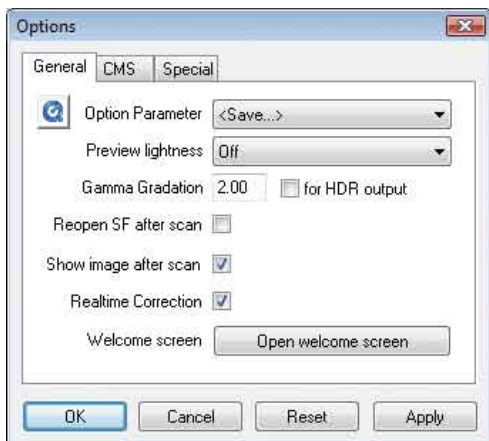 Options
General CMS Special
Option Parameter <Save...>
Preview lightness Off
Gamma Gradation 2.00 for HDR output
Reopen SF after scan
Show image after scan
Realtime Correction
Welcome screen Open welcome screen
OK Cancel Reset Apply